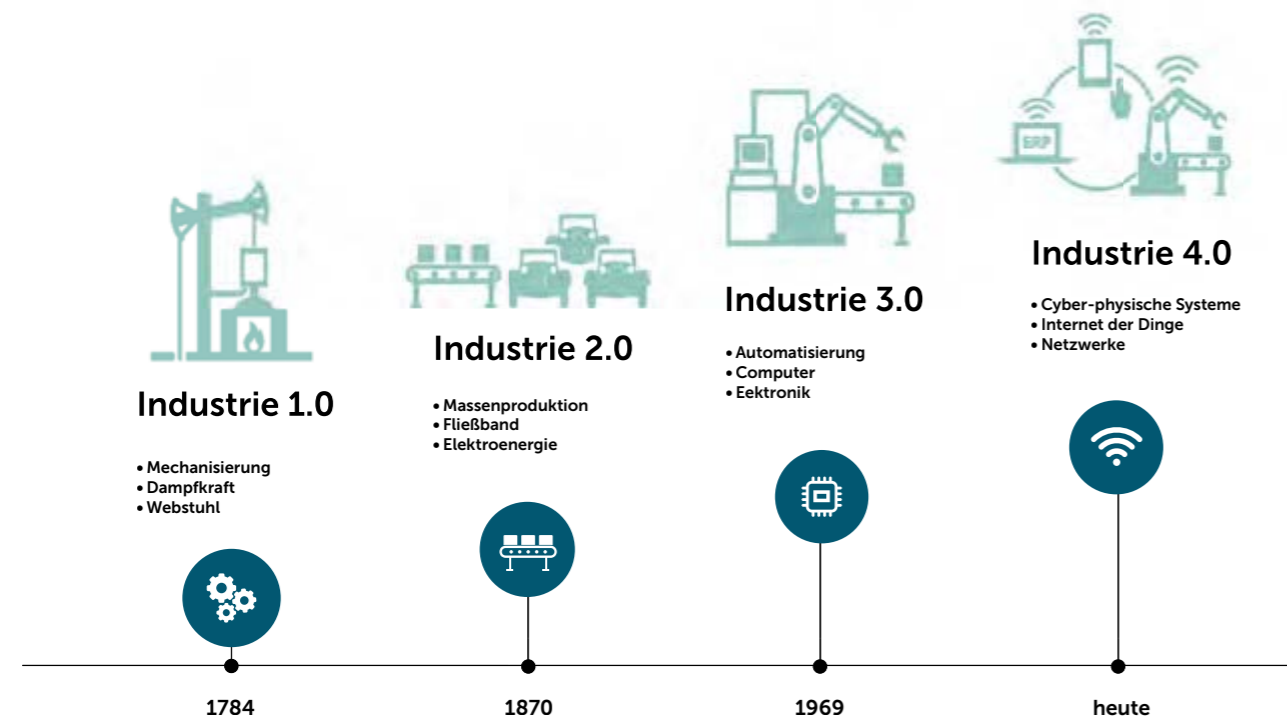 ERP
Industrie 1.0
• Mechanisierung
• Dampfkraft
• Webstuhl
1784
Industrie 2.0
• Massenproduktion
• Fließband
• Elektroenergie
1870
Industrie 3.0
• Automatisierung
• Computer
• Eektronik
1969
Industrie 4.0
• Cyber-physische Systeme
• Internet der Dinge
• Netzwerke
heute